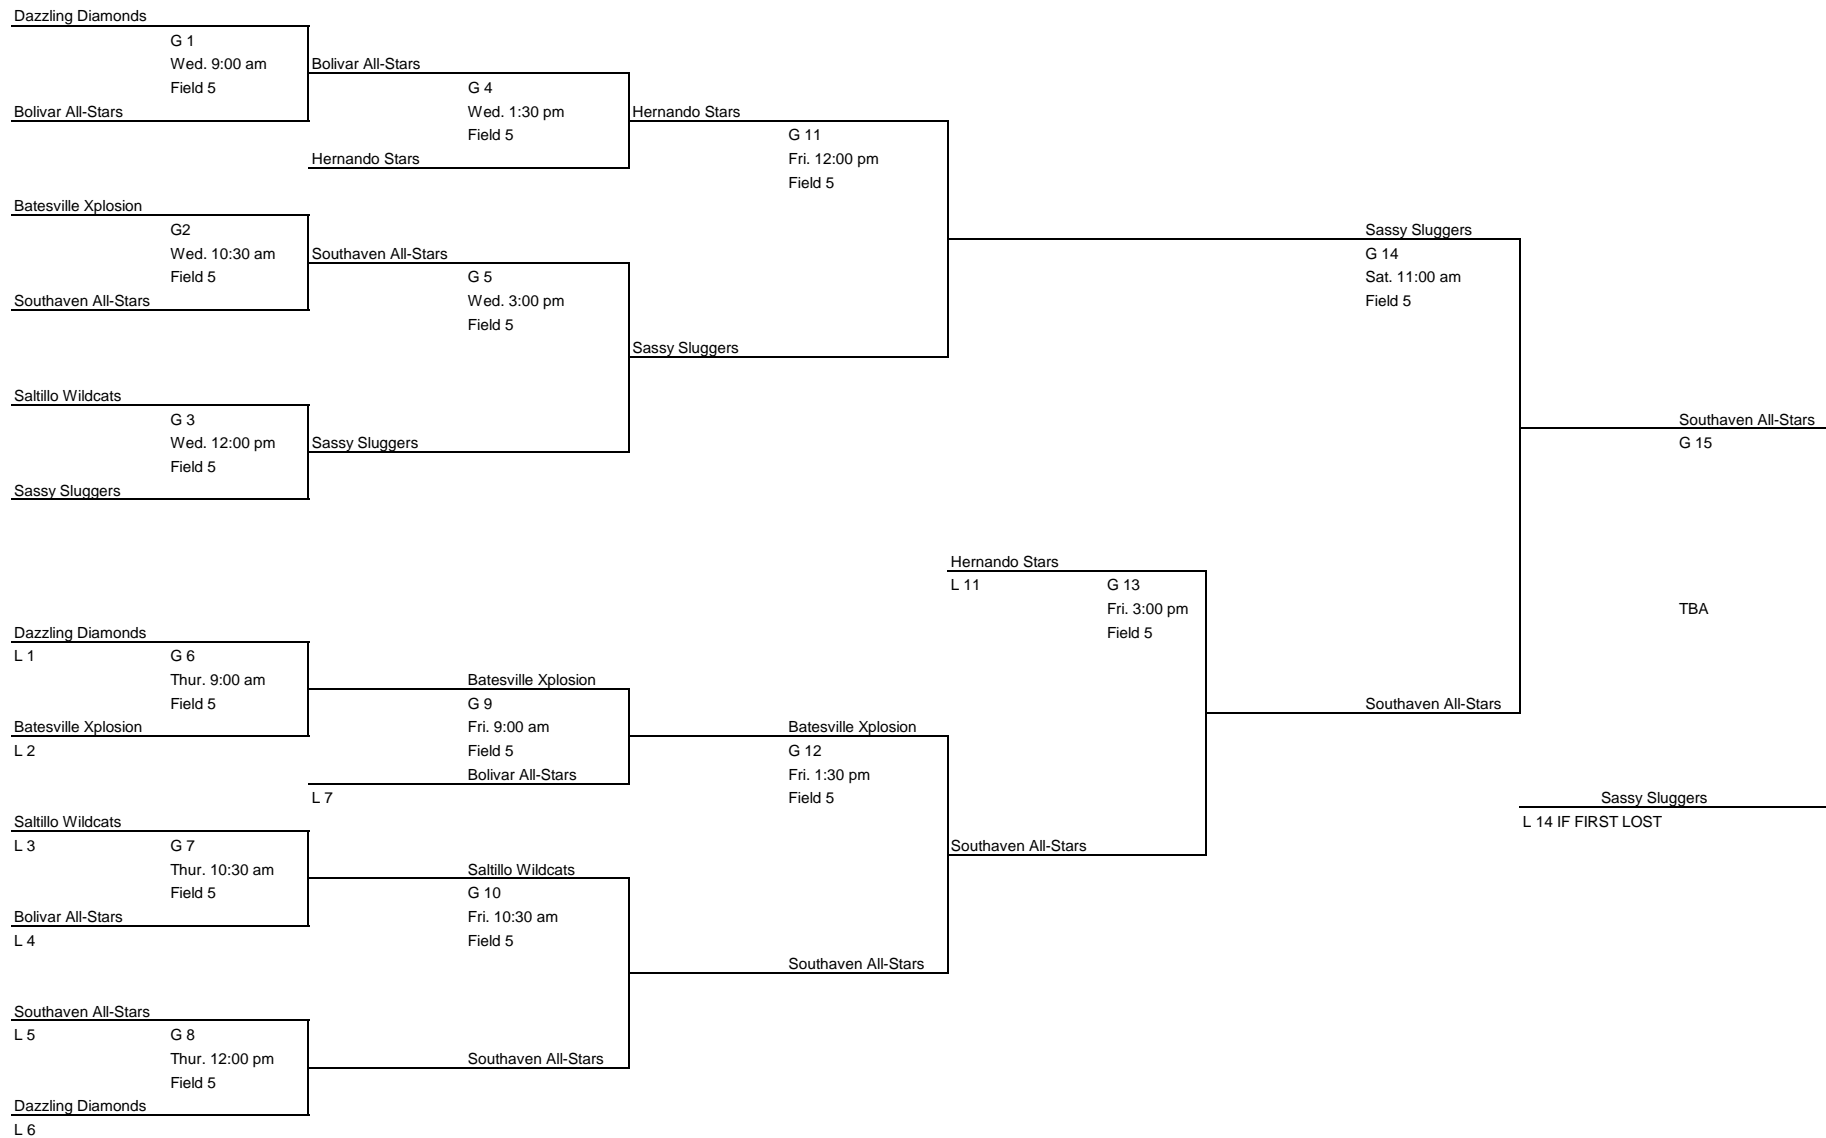 Dazzling Diamonds
G 1
Wed. 9:00 am
Field 5
Bolivar All-Stars
Bolivar All-Stars
G 4
Wed. 1:30 pm
Field 5
Hernando Stars
Hernando Stars
G 11
Fri. 12:00 pm
Field 5
Batesville Xplosion
G2
Wed. 10:30 am
Field 5
Southaven All-Stars
Southaven All-Stars
G 5
Wed. 3:00 pm
Field 5
Sassy Sluggers
Saltillo Wildcats
G 3
Wed. 12:00 pm
Field 5
Sassy Sluggers
Sassy Sluggers
Sassy Sluggers
G 14
Sat. 11:00 am
Field 5
Southaven All-Stars
G 15
TBA
Hernando Stars
L 11
G 13
Fri. 3:00 pm
Field 5
Dazzling Diamonds
L 1
G 6
Thur. 9:00 am
Field 5
Batesville Xplosion
L 2
Batesville Xplosion
G 9
Fri. 9:00 am
Field 5
Bolivar All-Stars
L 7
Batesville Xplosion
G 12
Fri. 1:30 pm
Field 5
Southaven All-Stars
Sassy Sluggers
L 14 IF FIRST LOST
Saltillo Wildcats
L 3
G 7
Thur. 10:30 am
Field 5
Bolivar All-Stars
L 4
Saltillo Wildcats
G 10
Fri. 10:30 am
Field 5
Southaven All-Stars
Southaven All-Stars
Southaven All-Stars
L 5
G 8
Thur. 12:00 pm
Field 5
Dazzling Diamonds
L 6
Southaven All-Stars